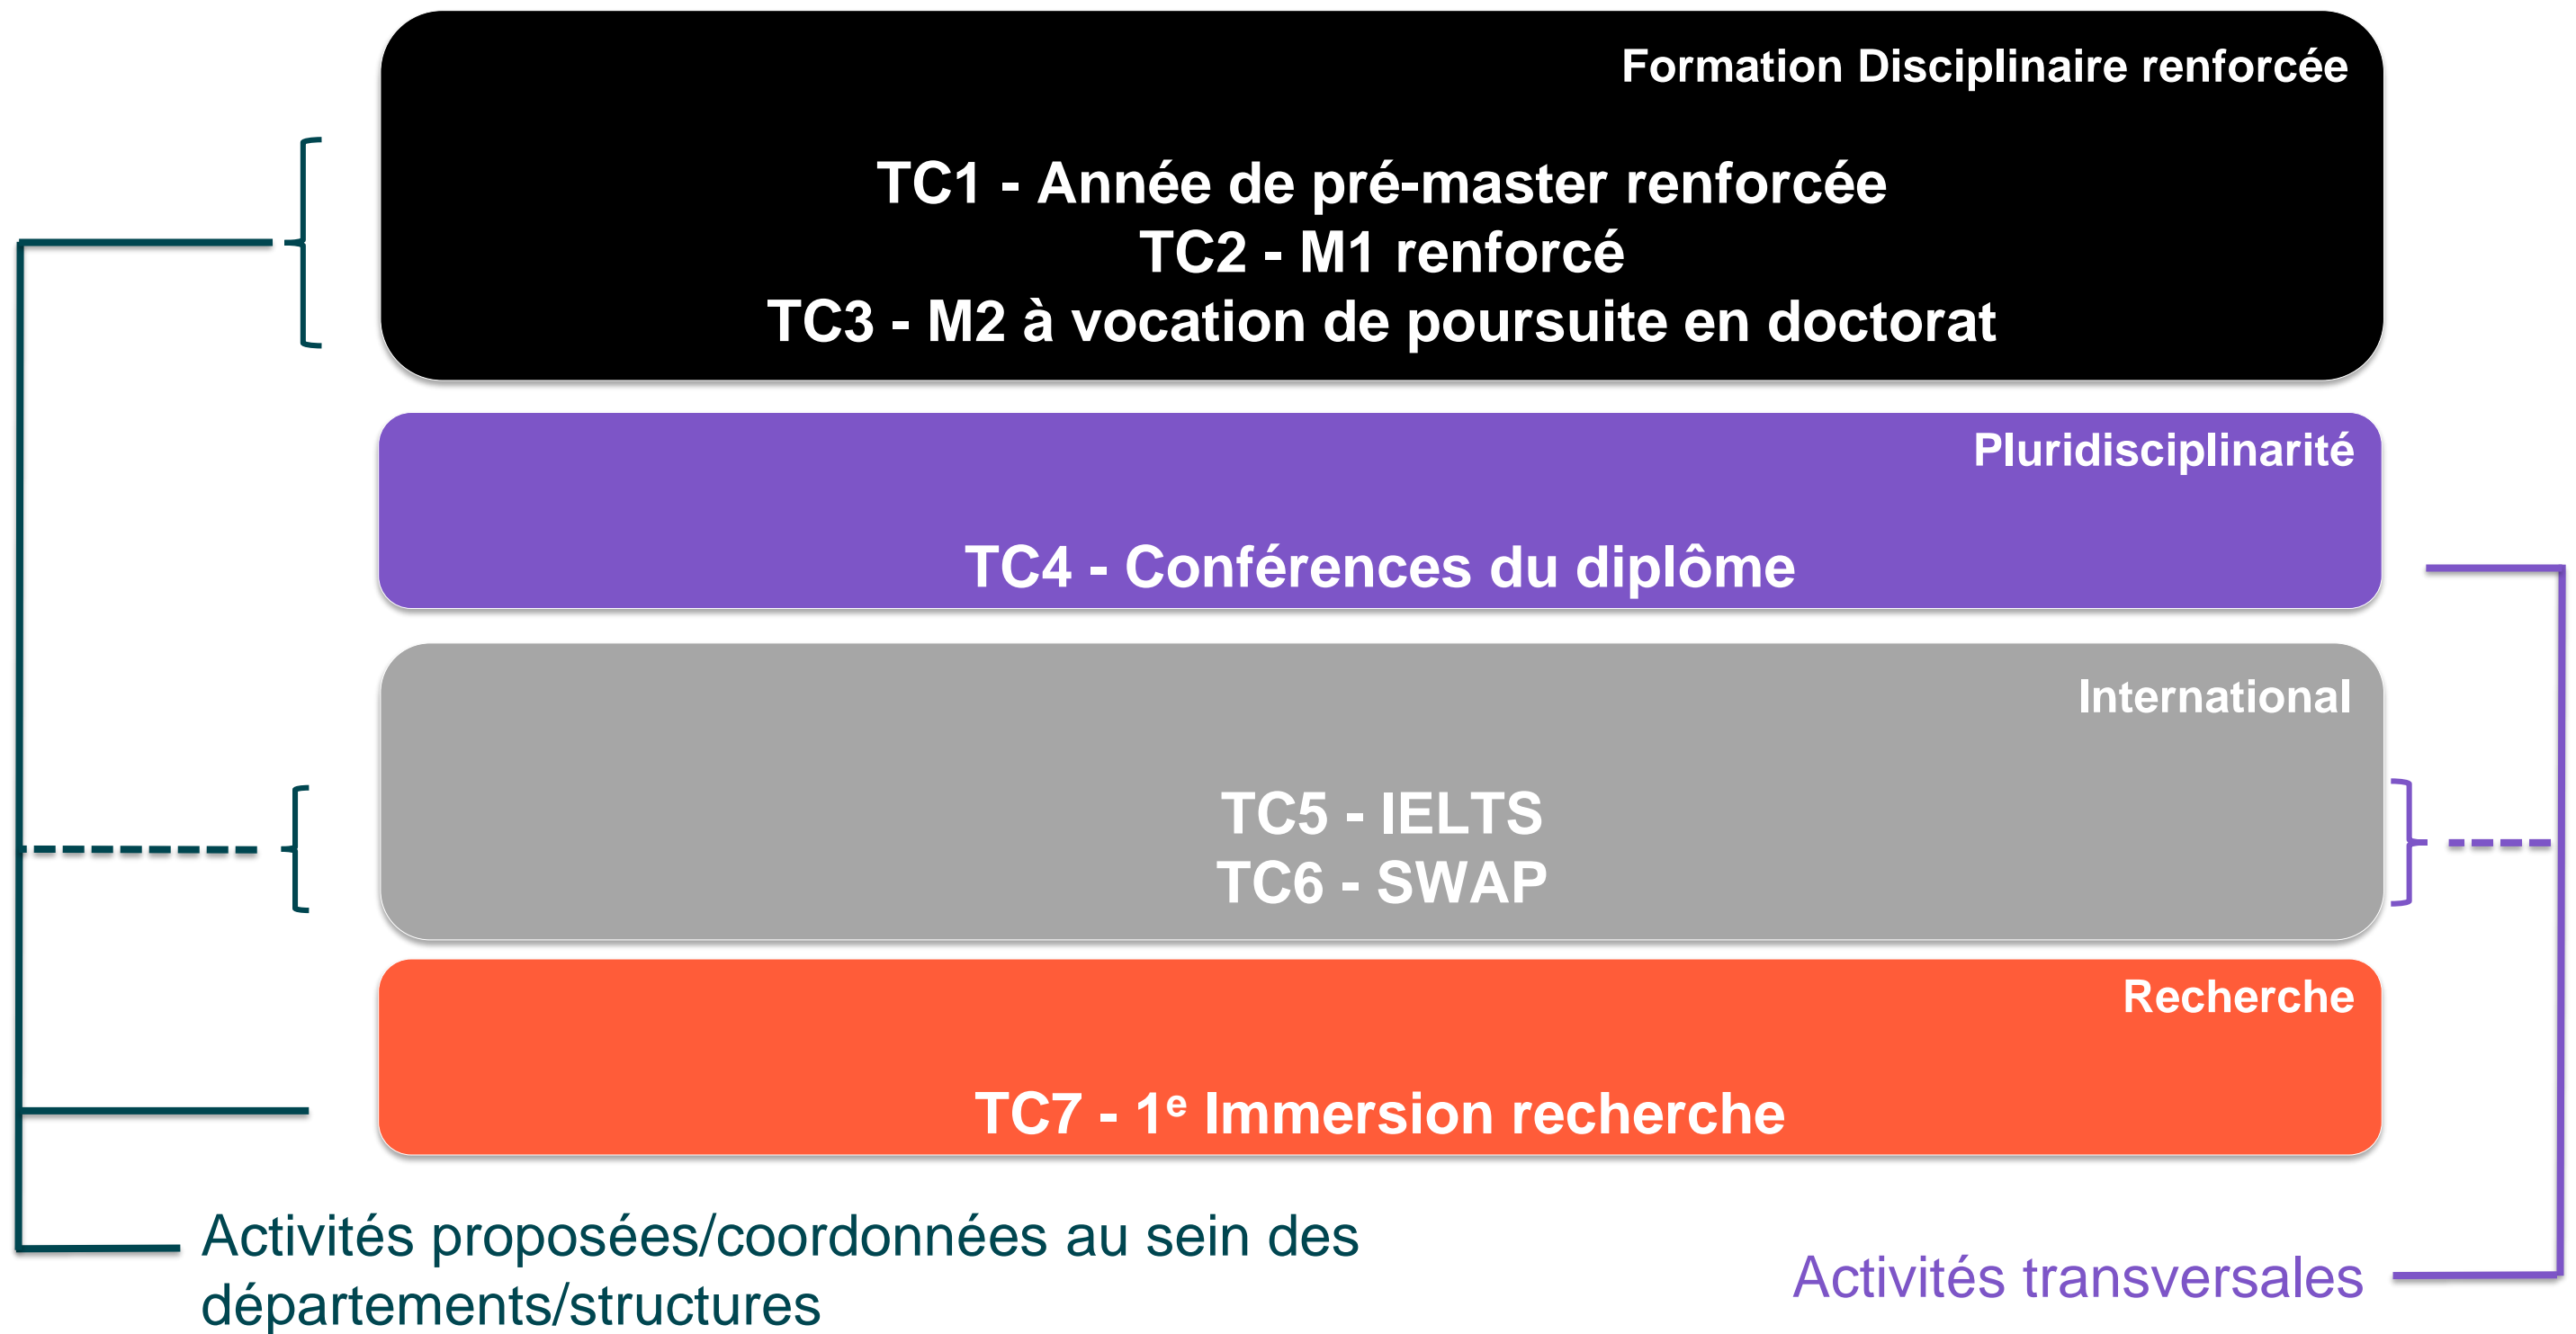 Formation Disciplinaire renforcée
TC1 - Année de pré-master renforcée
TC2 - M1 renforcé
TC3 - M2 à vocation de poursuite en doctorat
Pluridisciplinarité
TC4 - Conférences du diplôme
International
TC5 - IELTS
TC6 - SWAP
Recherche
TC7 - 1e Immersion recherche
Activités proposées/coordonnées au sein des
départements/structures
Activités transversales